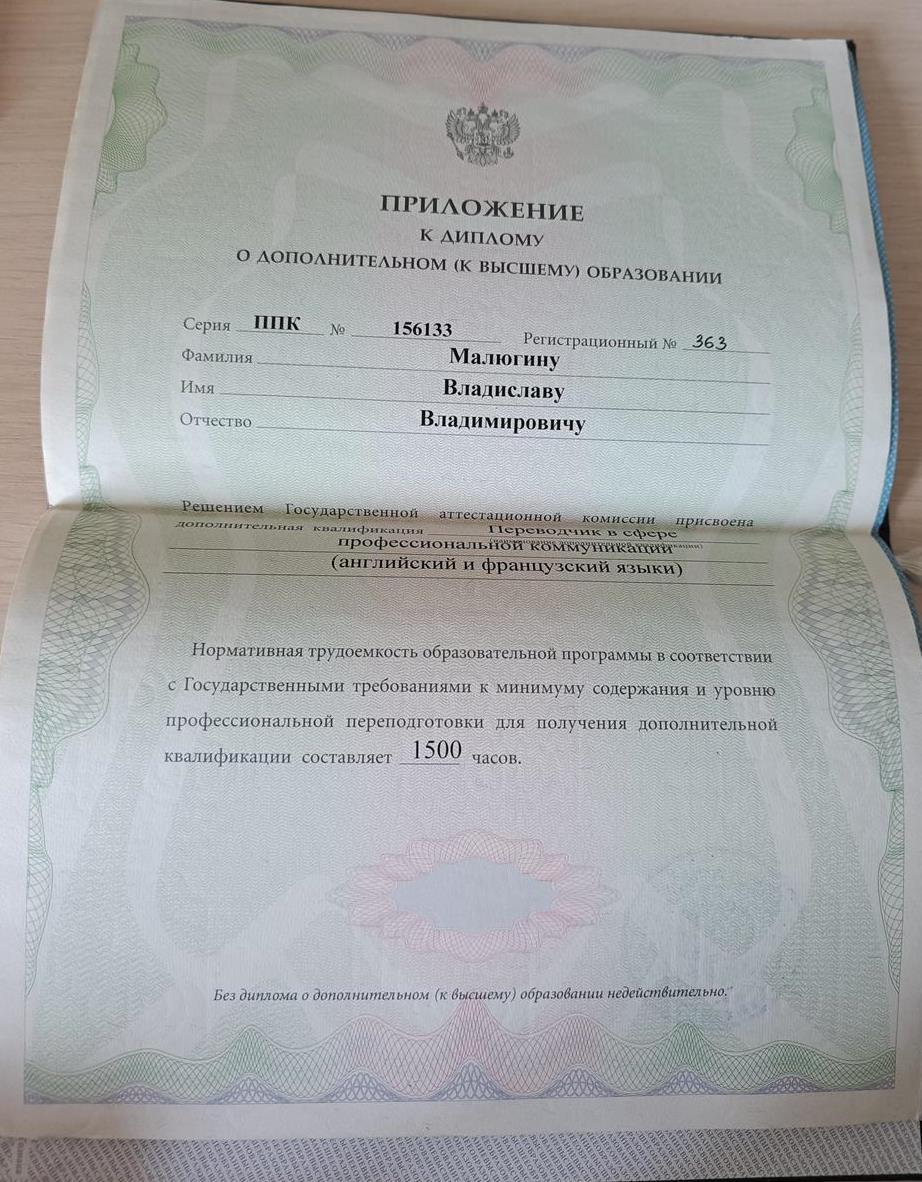 ПРИЛОЖЕНИЕ
К ДИПЛОМУ
О ДОПОЛНИТЕЛЬНОМ (К ВЫСШЕМУ) ОБРАЗОВАНИИ
Серия ППК № 156133 Регистрационный № 363
Фамилия Малюгину
Имя Владиславу
Отчество Владимировичу
Решением Государственной аттестационной комиссии присвоена
дополнительная квалификация Переводчик в сфере
профессиональной коммуникации
(английский и французский языки)
Нормативная трудоемкость образовательной программы в соответствии
с Государственными требованиями к минимуму содержания и уровню
профессиональной переподготовки для получения дополнительной
квалификации составляет 1500 часов.
Без диплома о дополнительном (к высшему) образовании недействительно.